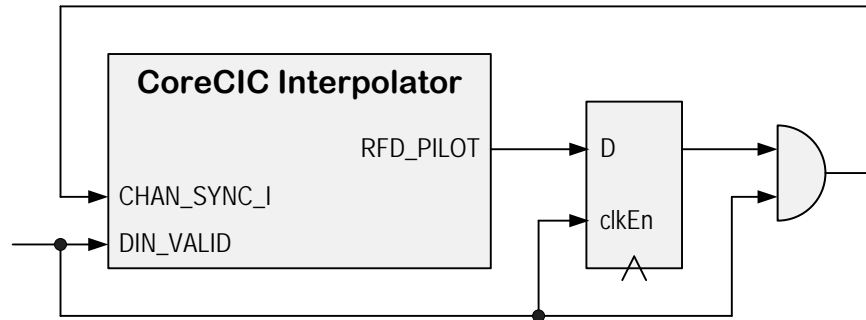 CoreCIC Interpolator
RFD_PILOT
D
CHAN_SYNC_I
clkEn
DIN_VALID